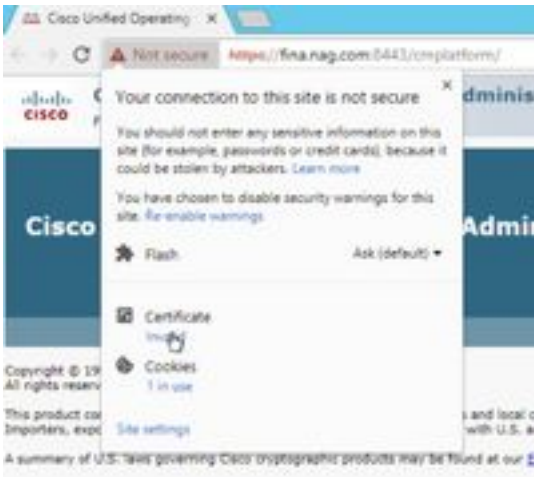 Cisco Unified Operating
Not secure https://fina.nag.com:8443/cmplatform/
CISCO
dminis
Your connection to this site is not secure
You should not enter any sensitive information on this
site (for example, passwords or credit cards), because it
could be stolen by attackers. Learn more
You have chosen to disable security warnings for this
site. Re-enable warnings
Cisco
Admin
Flash
Ask (default)
Certificate
Cookies
1 in use
Site settings
Copyright © 19
All rights reserv
This product con
and local c
Importers, expo
with U.S. a
A summary of U.S. laws governing Cisco cryptographic products may be found at our